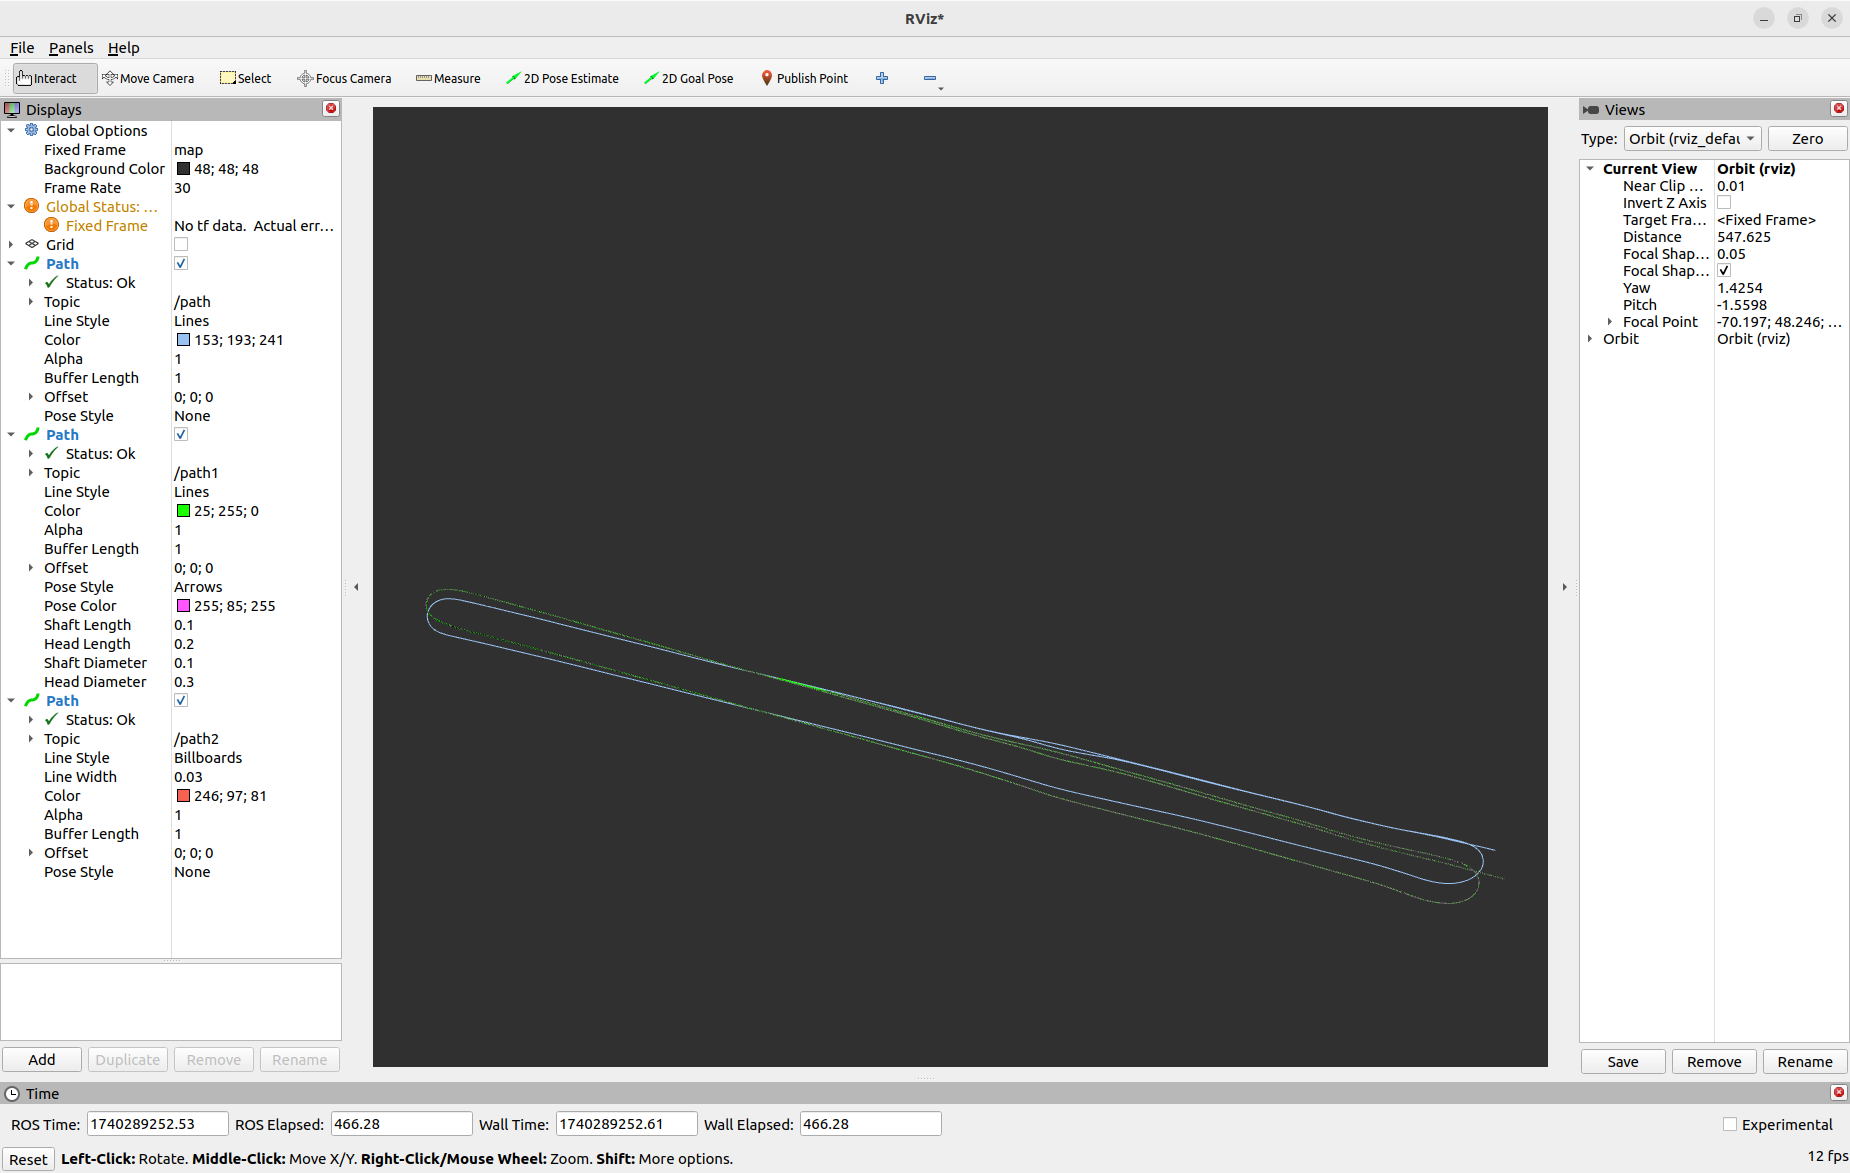 RViz*
File Panels Help
Interact Move Camera Select Focus Camera Measure 2D Pose Estimate 2D Goal Pose Publish Point
Displays
Global Options
Fixed Frame map
Background Color 48; 48; 48
Frame Rate 30
Global Status: ...
Fixed Frame No tf data. Actual err...
Grid
Path
Status: Ok
Topic /path
Line Style Lines
Color 153; 193; 241
Alpha 1
Buffer Length 1
Offset 0; 0; 0
Pose Style None
Path
Status: Ok
Topic /path1
Line Style Lines
Color 25; 255; 0
Alpha 1
Buffer Length 1
Offset 0; 0; 0
Pose Style Arrows
Pose Color 255; 85; 255
Shaft Length 0.1
Head Length 0.2
Shaft Diameter 0.1
Head Diameter 0.3
Path
Status: Ok
Topic /path2
Line Style Billboards
Line Width 0.03
Color 246; 97; 81
Alpha 1
Buffer Length 1
Offset 0; 0; 0
Pose Style None
Add Duplicate Remove Rename
Views
Type: Orbit (rviz_defau Zero
Current View Orbit (rviz)
Near Clip ... 0.01
Invert Z Axis
Target Fra... <Fixed Frame>
Distance 547.625
Focal Shap... 0.05
Focal Shap...
Yaw 1.4254
Pitch -1.5598
Focal Point -70.197; 48.246; ...
Orbit Orbit (rviz)
Save Remove Rename
Time
ROS Time: 1740289252.53 ROS Elapsed: 466.28 Wall Time: 1740289252.61 Wall Elapsed: 466.28 Experimental
Reset Left-Click: Rotate. Middle-Click: Move X/Y. Right-Click/Mouse Wheel: Zoom. Shift: More options. 12 fps